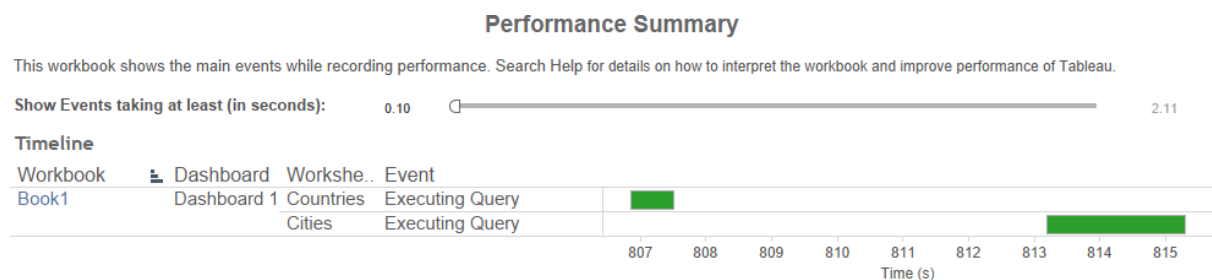 Performance Summary
This workbook shows the main events while recording performance. Search Help for details on how to interpret the workbook and improve performance of Tableau.
Show Events taking at least (in seconds): 0.10 2.11
Timeline
Workbook Dashboard Workshe.. Event
Book1 Dashboard 1 Countries Executing Query
Cities Executing Query
807 808 809 810 811 812 813 814 815
Time (s)